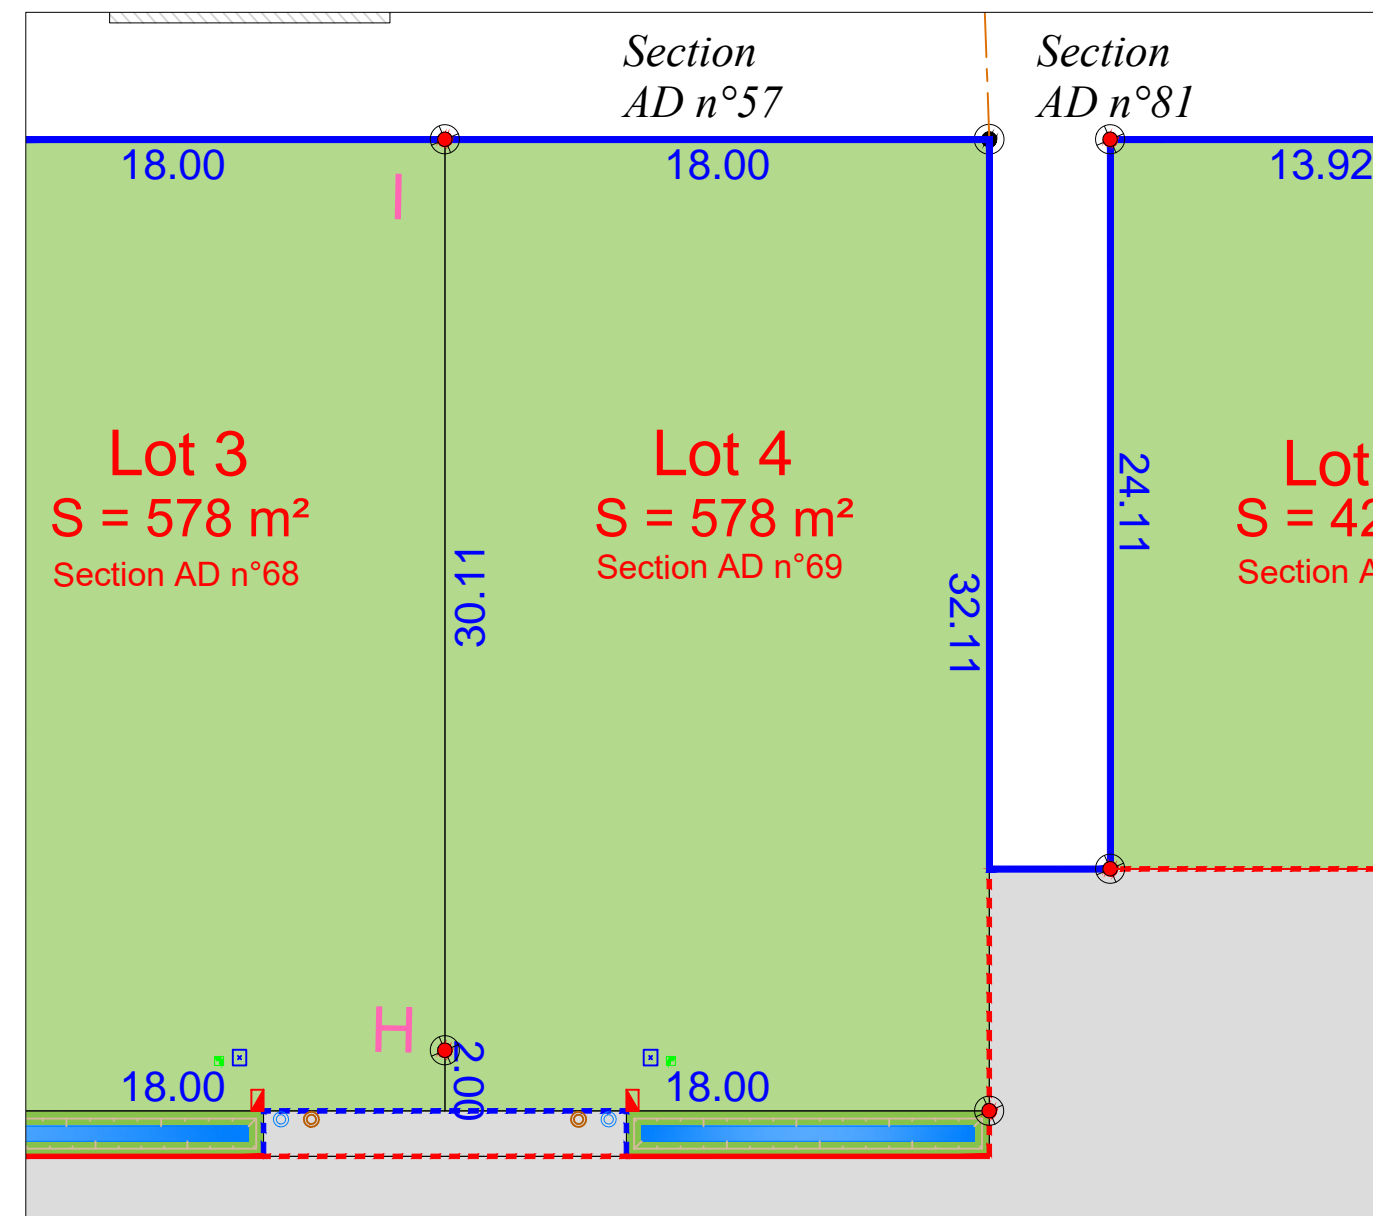 Section
AD n°57
Section
AD n°81
18.00
18.00
13.92
I
Lot 3
S = 578 m²
Section AD n°68
Lot 4
S = 578 m²
Section AD n°69
Lot
S = 42
Section A
30.11
32.11
24.11
H
2.00
18.00
18.00